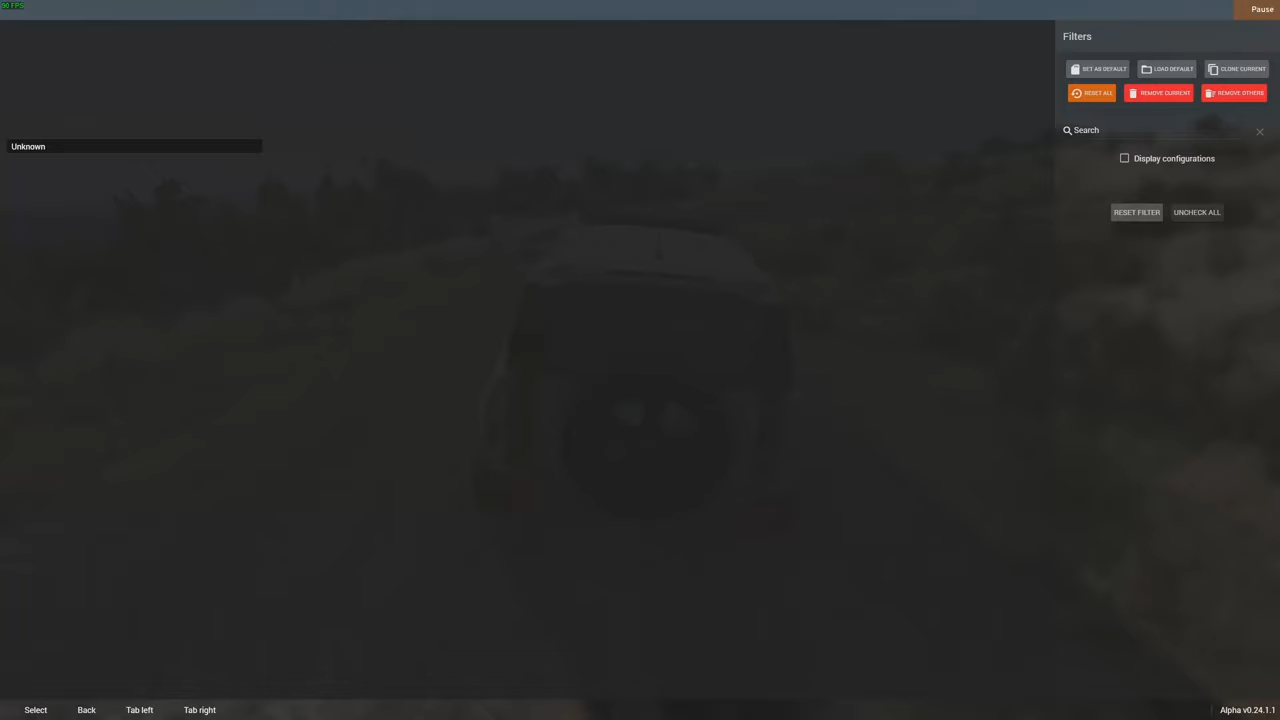 50 FPS
Pause
Filters
SET AS DEFAULT
LOAD DEFAULT
CLONE CURRENT
RESET ALL
REMOVE CURRENT
REMOVE OTHERS
Search
Unknown
Display configurations
RESET FILTER
UNCHECK ALL
Select
Back
Tab left
Tab right
Alpha v0.24.1.1